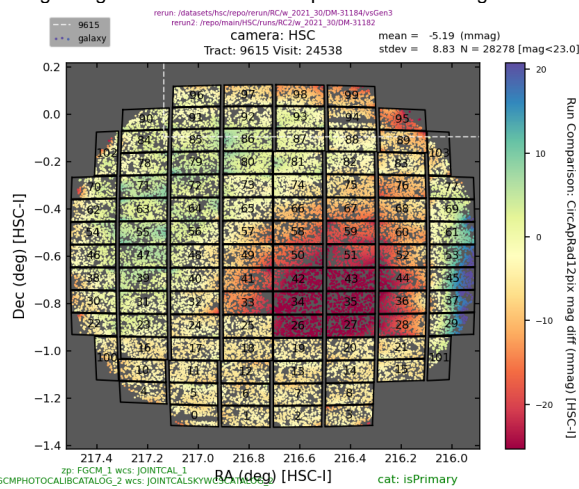 rerun: /datasets/hsc/repo/rerun/RC/w_2021_30/DM-31184/vsGen3
rerun2: /repo/main/HSC/runs/RC2/w_2021_30/DM-31182
9615
galaxy
camera: HSC
Tract: 9615 Visit: 24538
mean = -5.19 (mmag)
stdev = 8.83 N = 28278 [mag<23.0]
0.2
0.0
−0.2
−0.4
−0.6
−0.8
−1.0
−1.2
−1.4
Dec (deg) [HSC-I]
97 98 99
90 91 93 94 95
85 86 87 88 89
102 78 79 80 81 82 83 103
70 71 72 73 74 75 76 77
62 63 64 65 66 67 68 69
54 55 56 57 58 59 60 61
46 47 48 49 50 51 52 53
38 39 40 41 42 43 44 45
30 31 32 33 34 35 36 37
22 23 24 25 26 27 28 29
100 16 17 18 19 20 21 101
10 11 12 13 14 15
6 7 8
0 1 2
217.4 217.2 217.0 216.8 216.6 216.4 216.2 216.0
RA (deg) [HSC-I]
20
10
0
−10
−20
Run Comparison: CircApRad12pix mag diff (mmag) [HSC-I]
zp: FGCM_1 wcs: JOINTCAL_1
cat: isPrimary